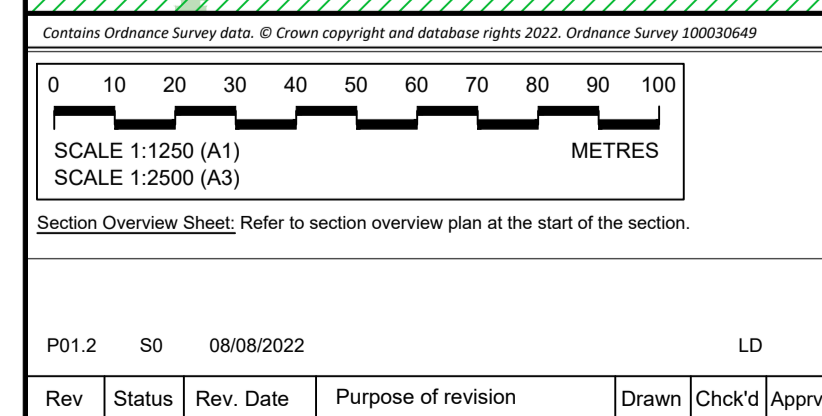 Contains Ordnance Survey data. © Crown copyright and database rights 2022. Ordnance Survey 100030649
0 10 20 30 40 50 60 70 80 90 100
SCALE 1:1250 (A1) METRES
SCALE 1:2500 (A3)
Section Overview Sheet: Refer to section overview plan at the start of the section.
P01.2 S0 08/08/2022 LD
Rev Status Rev. Date Purpose of revision Drawn Chck'd Apprv